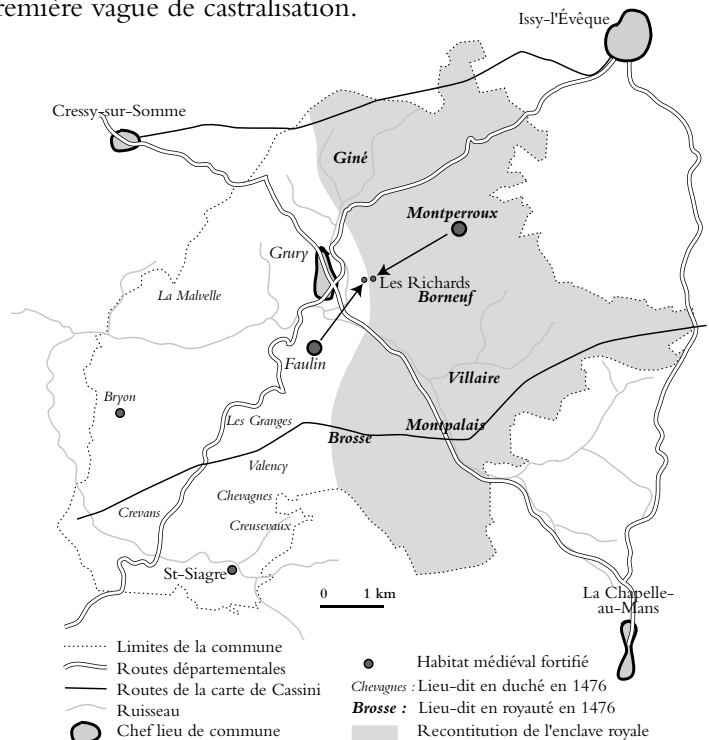 remière vague de castralisation.
Issy-l'Évêque
Cressy-sur-Somme
Giné
Montperroux
Grury
Les Richards
La Malvelle
Borneuf
Faulin
Villaire
Bryon
Les Granges
Montpalais
Brosse
Valency
Chevagnes
Crevans
Creusevaux
St-Siagre
0 1 km
La Chapelle-
au-Mans
Limites de la commune
Routes départementales
Routes de la carte de Cassini
Ruisseau
Chef lieu de commune
Habitat médiéval fortifié
Chevagnes : Lieu-dit en duché en 1476
Brosse : Lieu-dit en royauté en 1476
Recontitution de l'enclave royale